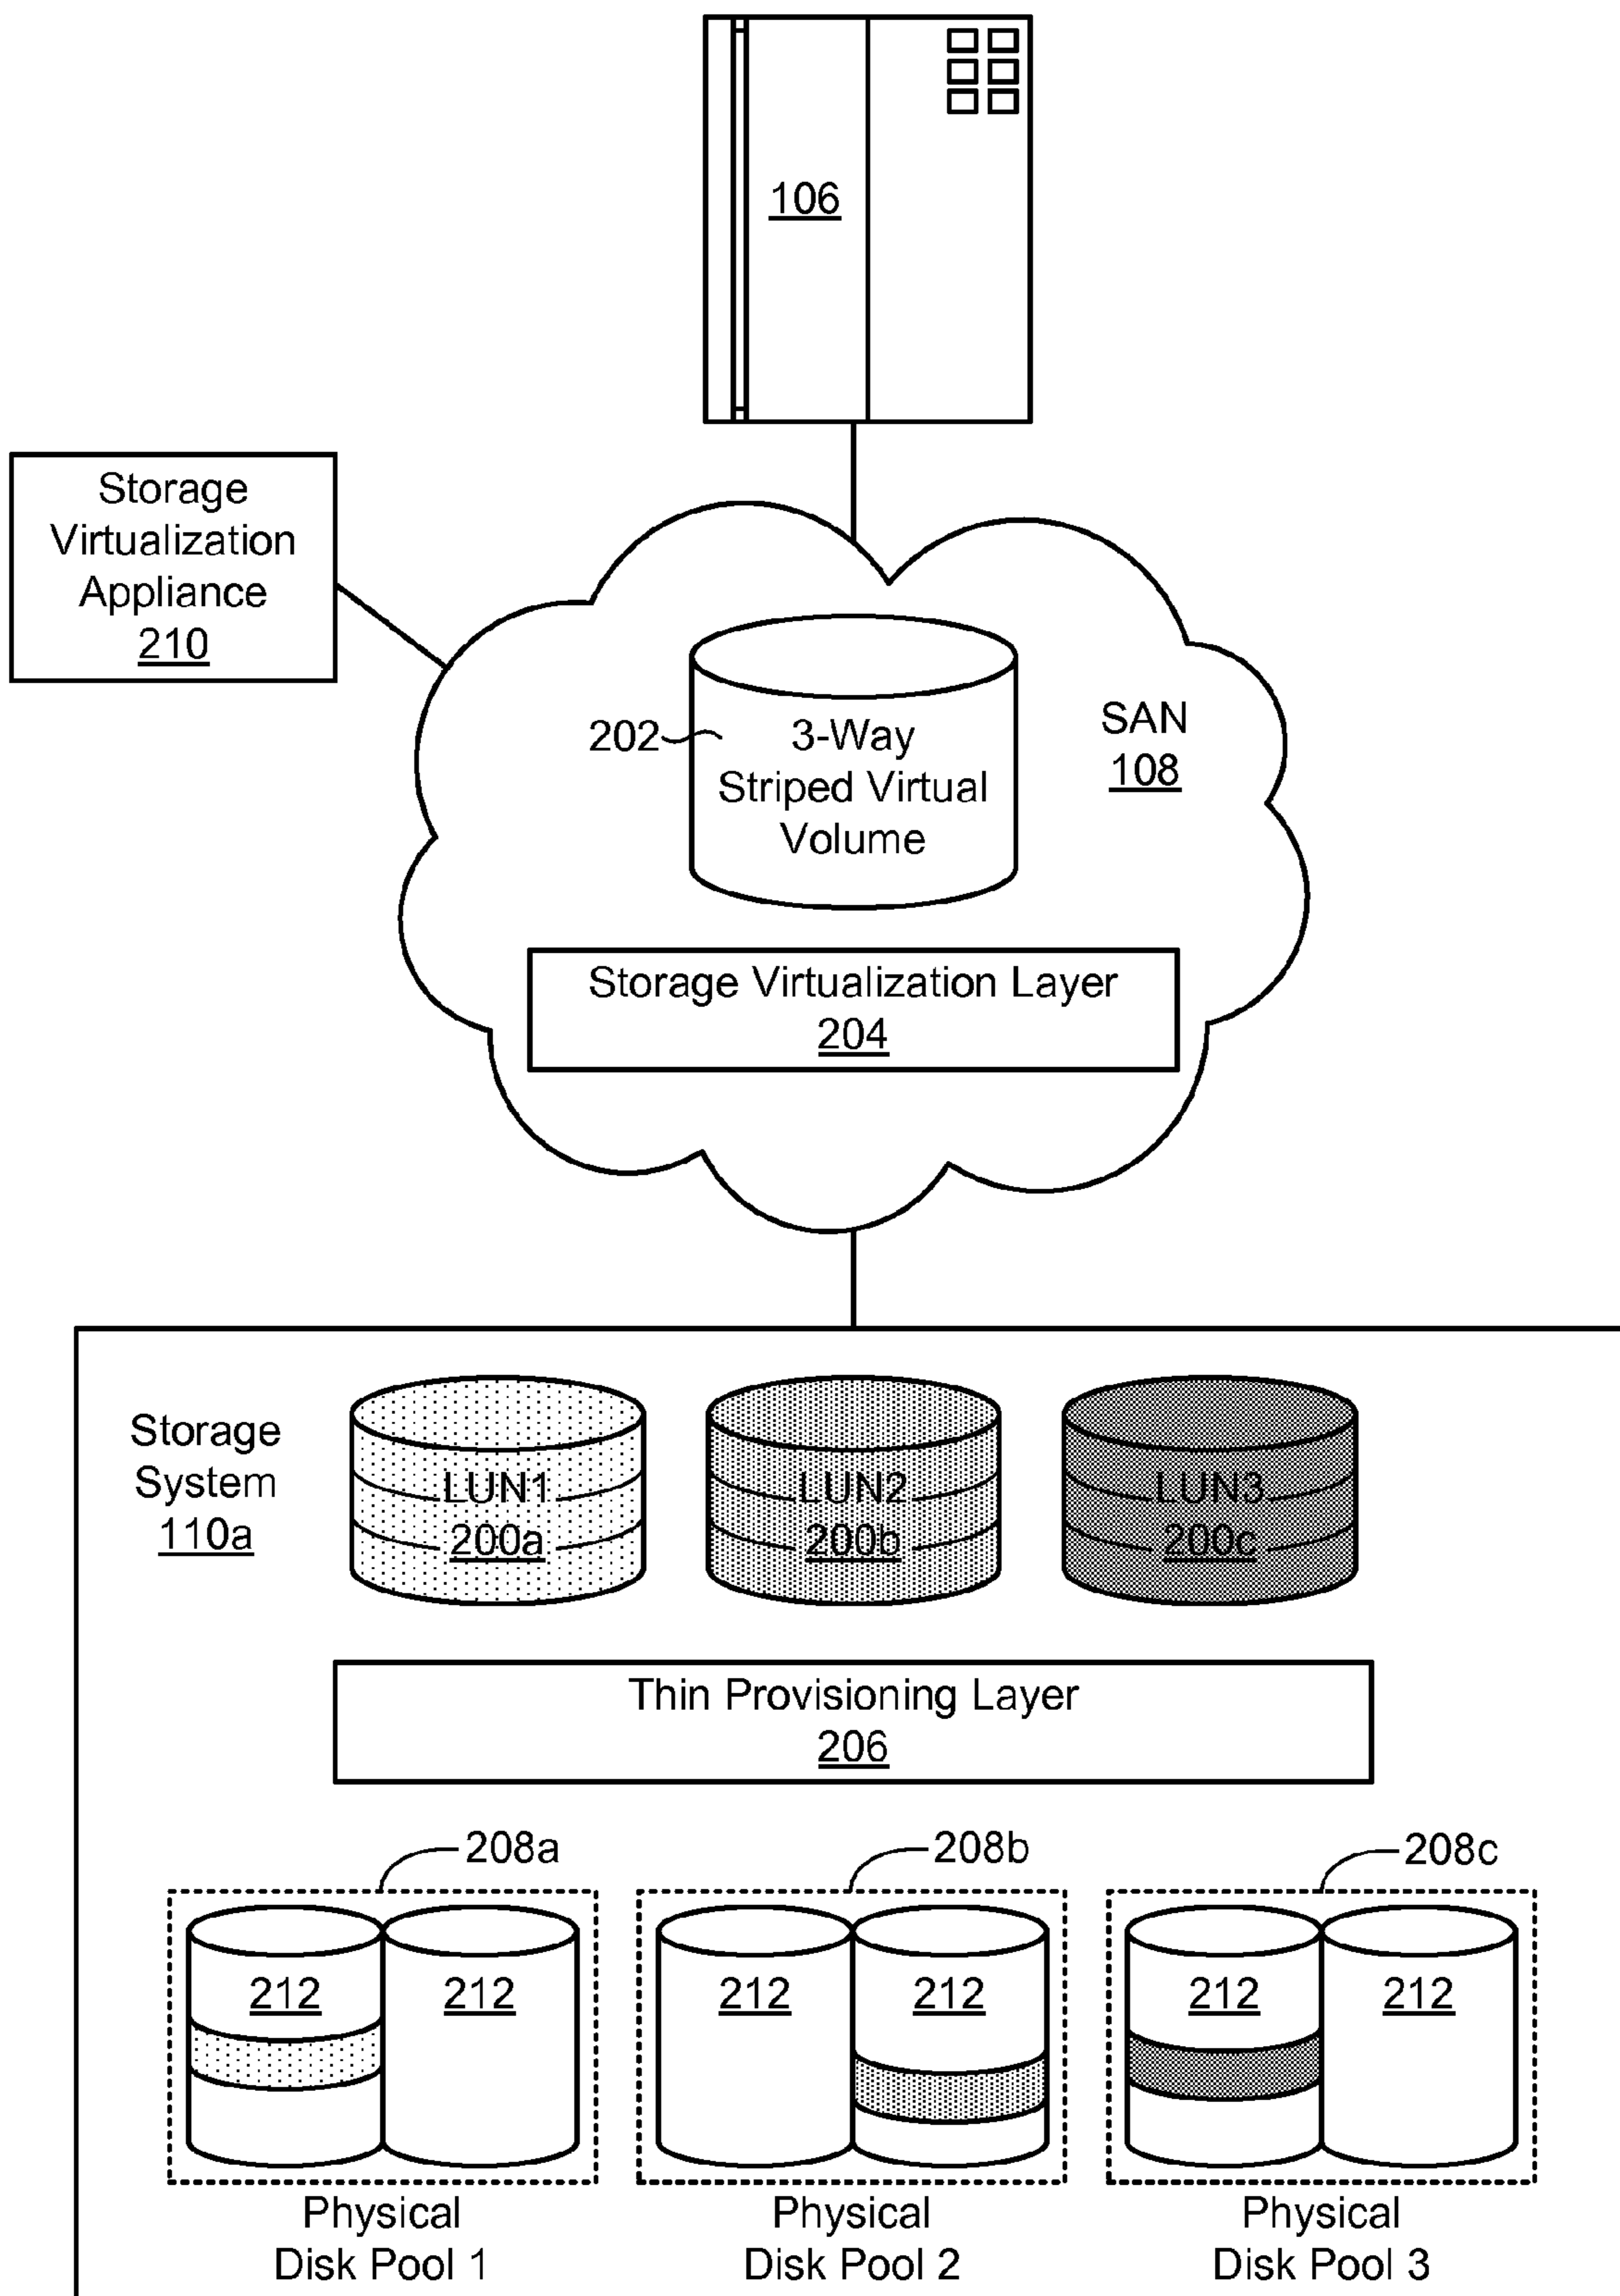 106
Storage
Virtualization
Appliance
210
202
3-Way
Striped Virtual
Volume
SAN
108
Storage Virtualization Layer
204
Storage
System
110a
LUN1
200a
LUN2
200b
LUN3
200c
Thin Provisioning Layer
206
208a
208b
208c
212
212
212
212
212
212
Physical
Disk Pool 1
Physical
Disk Pool 2
Physical
Disk Pool 3